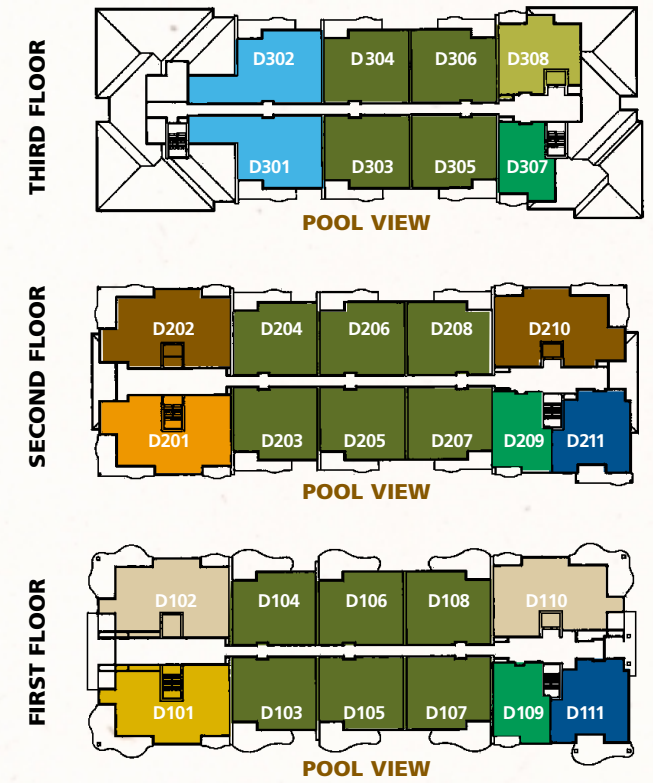 THIRD FLOOR
D302 D304 D306 D308
D301 D303 D305 D307
POOL VIEW
SECOND FLOOR
D202 D204 D206 D208 D210
D201 D203 D205 D207 D209 D211
POOL VIEW
FIRST FLOOR
D102 D104 D106 D108 D110
D101 D103 D105 D107 D109 D111
POOL VIEW